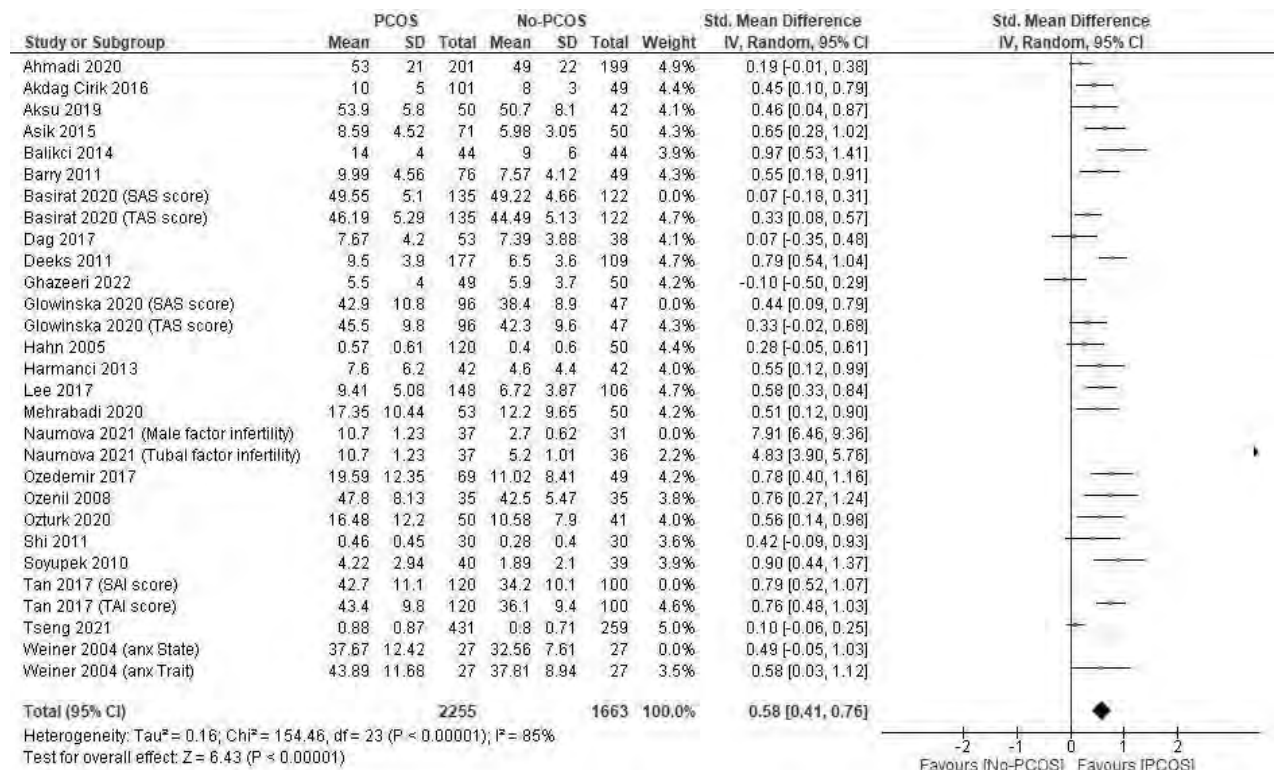 PCOS No-PCOS Std. Mean Difference Std. Mean Difference
Study or Subgroup Mean SD Total Mean SD Total Weight IV, Random, 95% CI IV, Random, 95% CI
Ahmadi 2020 53 21 201 49 22 199 4.9% 0.19 [-0.01, 0.38]
Akdag Cirik 2016 10 5 101 8 3 49 4.4% 0.45 [0.10, 0.79]
Aksu 2019 53.9 5.8 50 50.7 8.1 42 4.1% 0.46 [0.04, 0.87]
Asik 2015 8.59 4.52 71 5.98 3.05 50 4.3% 0.65 [0.28, 1.02]
Balikci 2014 14 4 44 9 6 44 3.9% 0.97 [0.53, 1.41]
Barry 2011 9.99 4.56 76 7.57 4.12 49 4.3% 0.55 [0.18, 0.91]
Basirat 2020 (SAS score) 49.55 5.1 135 49.22 4.66 122 0.0% 0.07 [-0.18, 0.31]
Basirat 2020 (TAS score) 46.19 5.29 135 44.49 5.13 122 4.7% 0.33 [0.08, 0.57]
Dag 2017 7.67 4.2 53 7.39 3.88 38 4.1% 0.07 [-0.35, 0.48]
Deeks 2011 9.5 3.9 177 6.5 3.6 109 4.7% 0.79 [0.54, 1.04]
Ghazeeri 2022 5.5 4 49 5.9 3.7 50 4.2% -0.10 [-0.50, 0.29]
Glowinska 2020 (SAS score) 42.9 10.8 96 38.4 8.9 47 0.0% 0.44 [0.09, 0.79]
Glowinska 2020 (TAS score) 45.5 9.8 96 42.3 9.6 47 4.4% 0.33 [-0.02, 0.68]
Hahn 2005 0.57 0.61 120 0.4 0.6 50 4.4% 0.28 [-0.05, 0.61]
Harmanci 2013 7.6 6.2 42 4.6 4.4 42 4.0% 0.55 [0.12, 0.99]
Lee 2017 9.41 5.08 148 6.72 3.87 106 4.7% 0.58 [0.33, 0.84]
Mehrabadi 2020 17.35 10.44 53 12.2 9.65 50 4.2% 0.51 [0.12, 0.90]
Naumova 2021 (Male factor infertility) 10.7 1.23 37 2.7 0.62 31 0.0% 7.91 [6.46, 9.36]
Naumova 2021 (Tubal factor infertility) 10.7 1.23 37 5.2 1.01 36 2.2% 4.83 [3.90, 5.76]
Ozedemir 2017 19.59 12.35 69 11.02 8.41 49 4.2% 0.78 [0.40, 1.16]
Ozenil 2008 47.8 8.13 35 42.5 5.47 35 3.8% 0.76 [0.27, 1.24]
Ozturk 2020 16.48 12.2 50 10.58 7.9 41 4.0% 0.56 [0.14, 0.98]
Shi 2011 0.46 0.45 30 0.28 0.4 30 3.6% 0.42 [-0.09, 0.93]
Soyupek 2010 4.22 2.94 40 1.89 2.1 39 3.9% 0.90 [0.44, 1.37]
Tan 2017 (SAI score) 42.7 11.1 120 34.2 10.1 100 0.0% 0.79 [0.52, 1.07]
Tan 2017 (TAI score) 43.4 9.8 120 36.1 9.4 100 4.6% 0.76 [0.48, 1.03]
Tseng 2021 0.88 0.87 431 0.8 0.71 259 5.0% 0.10 [-0.06, 0.25]
Weiner 2004 (anx State) 37.67 12.42 27 32.56 7.61 27 0.0% 0.49 [-0.05, 1.03]
Weiner 2004 (anx Trait) 43.89 11.68 27 37.81 8.94 27 3.5% 0.58 [0.03, 1.12]
Total (95% CI) 2255 1663 100.0% 0.58 [0.41, 0.76]
Heterogeneity: Tau² = 0.16; Chi² = 154.46, df = 23 (P < 0.00001); I² = 85%
Test for overall effect: Z = 6.43 (P < 0.00001)
-2 -1 0 1 2
Favours [No-PCOS] Favours [PCOS]